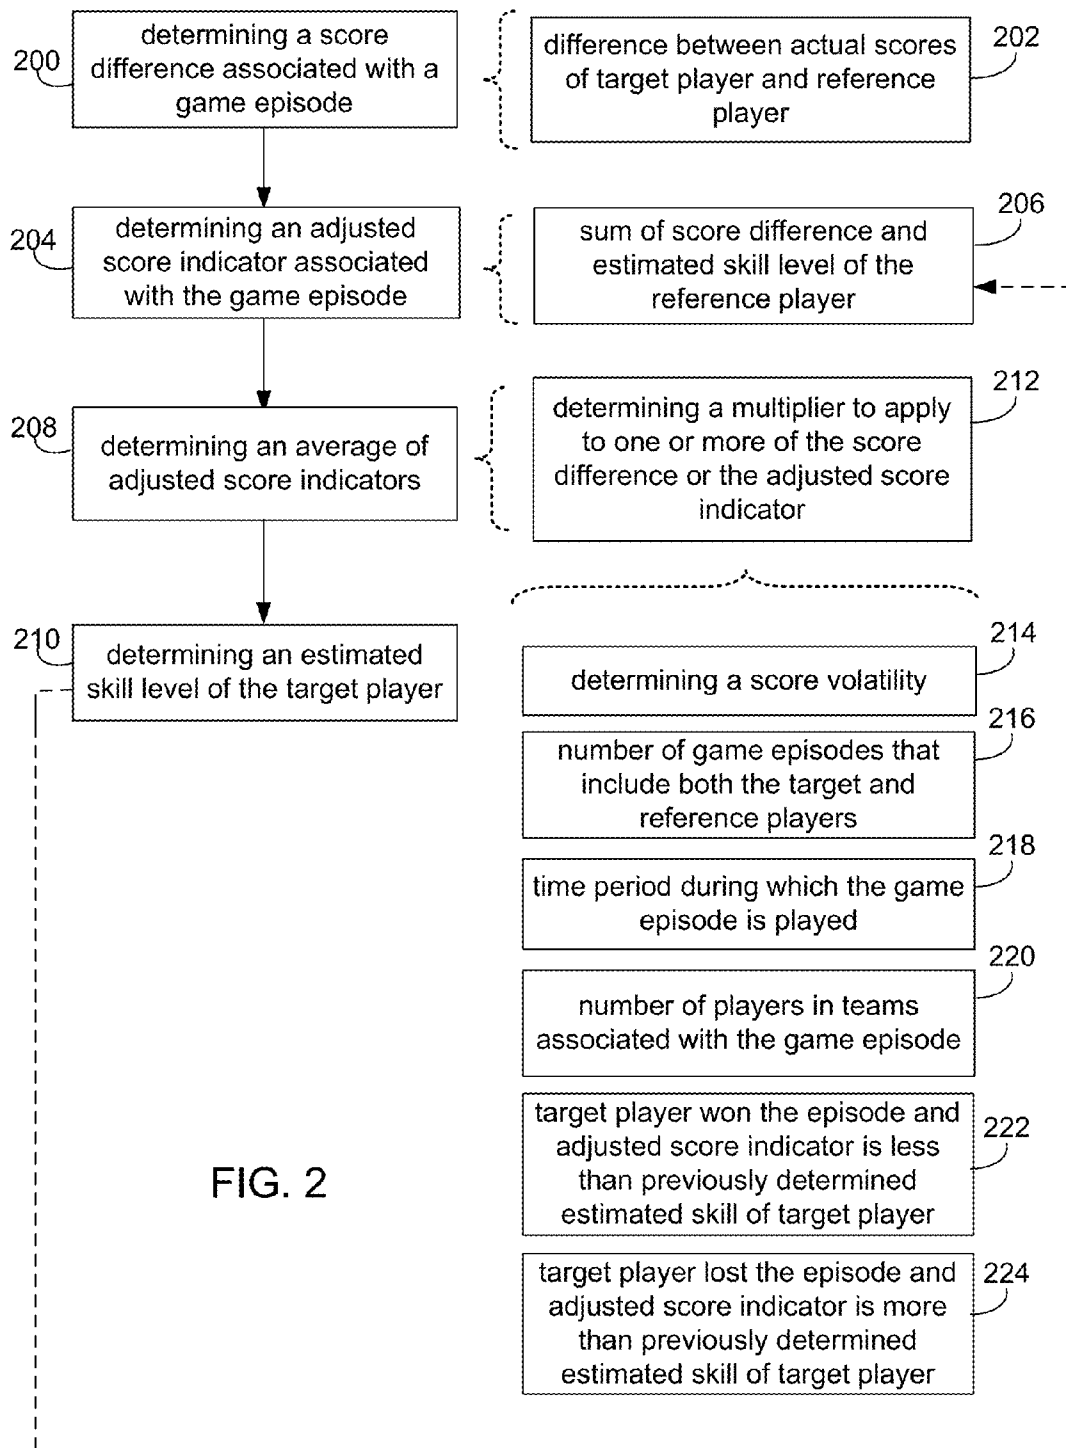 200
determining a score
difference associated with a
game episode
202
difference between actual scores
of target player and reference
player
204
determining an adjusted
score indicator associated
with the game episode
206
sum of score difference and
estimated skill level of the
reference player
208
determining an average of
adjusted score indicators
212
determining a multiplier to apply
to one or more of the score
difference or the adjusted score
indicator
210
determining an estimated
skill level of the target player
214
determining a score volatility
216
number of game episodes that
include both the target and
reference players
218
time period during which the game
episode is played
220
number of players in teams
associated with the game episode
222
target player won the episode and
adjusted score indicator is less
than previously determined
estimated skill of target player
224
target player lost the episode and
adjusted score indicator is more
than previously determined
estimated skill of target player
FIG. 2